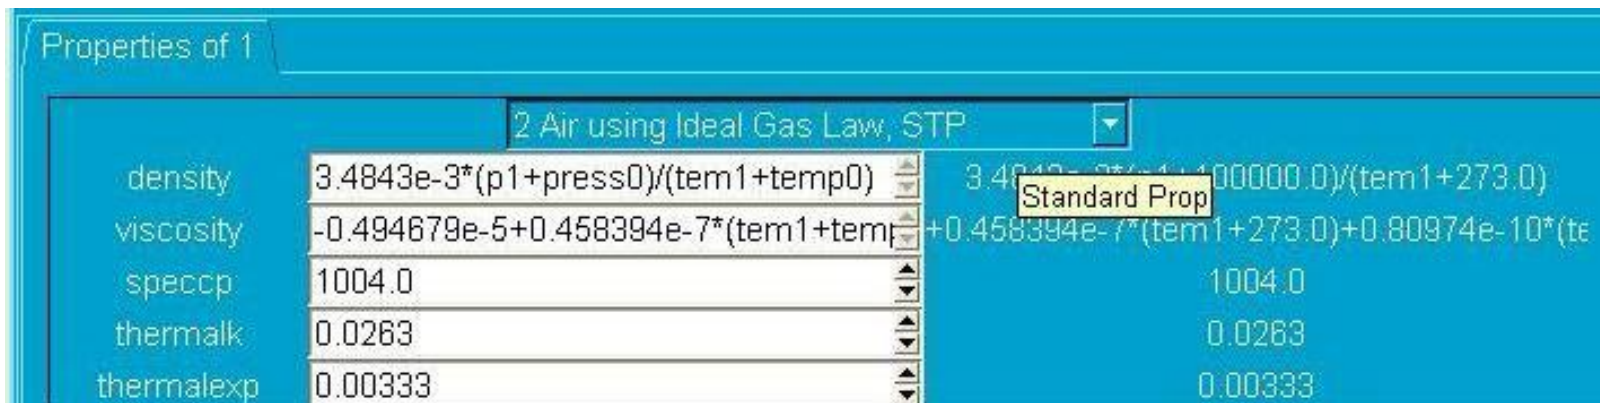 Properties of 1
2 Air using Ideal Gas Law, STP
density 3.4843e-3*(p1+press0)/(tem1+temp0) 100000.0)/(tem1+273.0)
Standard Prop
viscosity -0.494679e-5+0.458394e-7*(tem1+temp +0.458394e-7*(tem1+273.0)+0.80974e-10*(te
speccp 1004.0 1004.0
thermalk 0.0263 0.0263
thermalexp 0.00333 0.00333